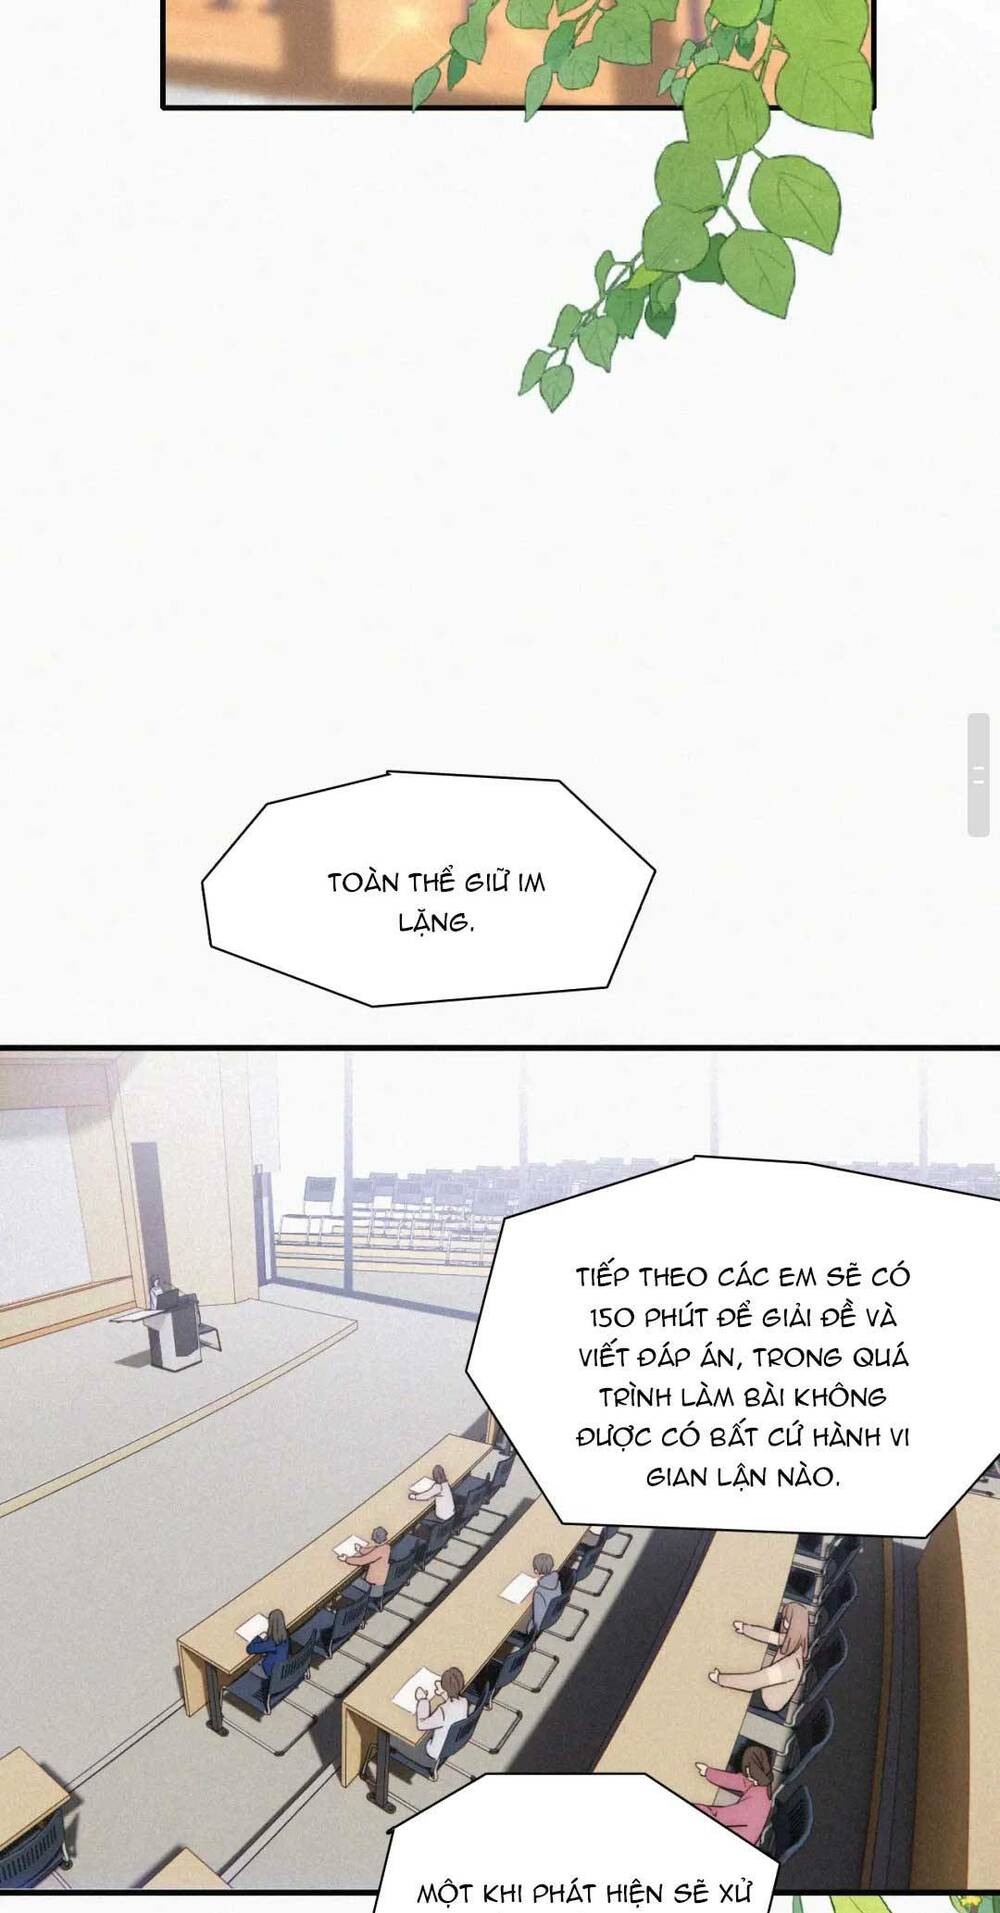 TOÀN THỂ GIỮ IM
LẶNG.
TIẾP THEO CÁC EM SẼ CÓ
150 PHÚT ĐỂ GIẢI ĐỀ VÀ
VIẾT ĐÁP ÁN, TRONG QUÁ
TRÌNH LÀM BÀI KHÔNG
ĐƯỢC CÓ BẤT CỨ HÀNH VI
GIAN LẬN NÀO.
MỘT KHI PHÁT HIỆN SẼ XỬ